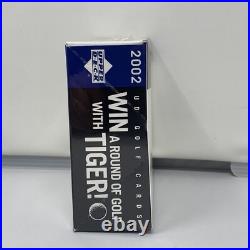 UPPER
DECK
2002
UD GOLF CARDS
WIN A ROUND OF GOLF
WITH TIGER!